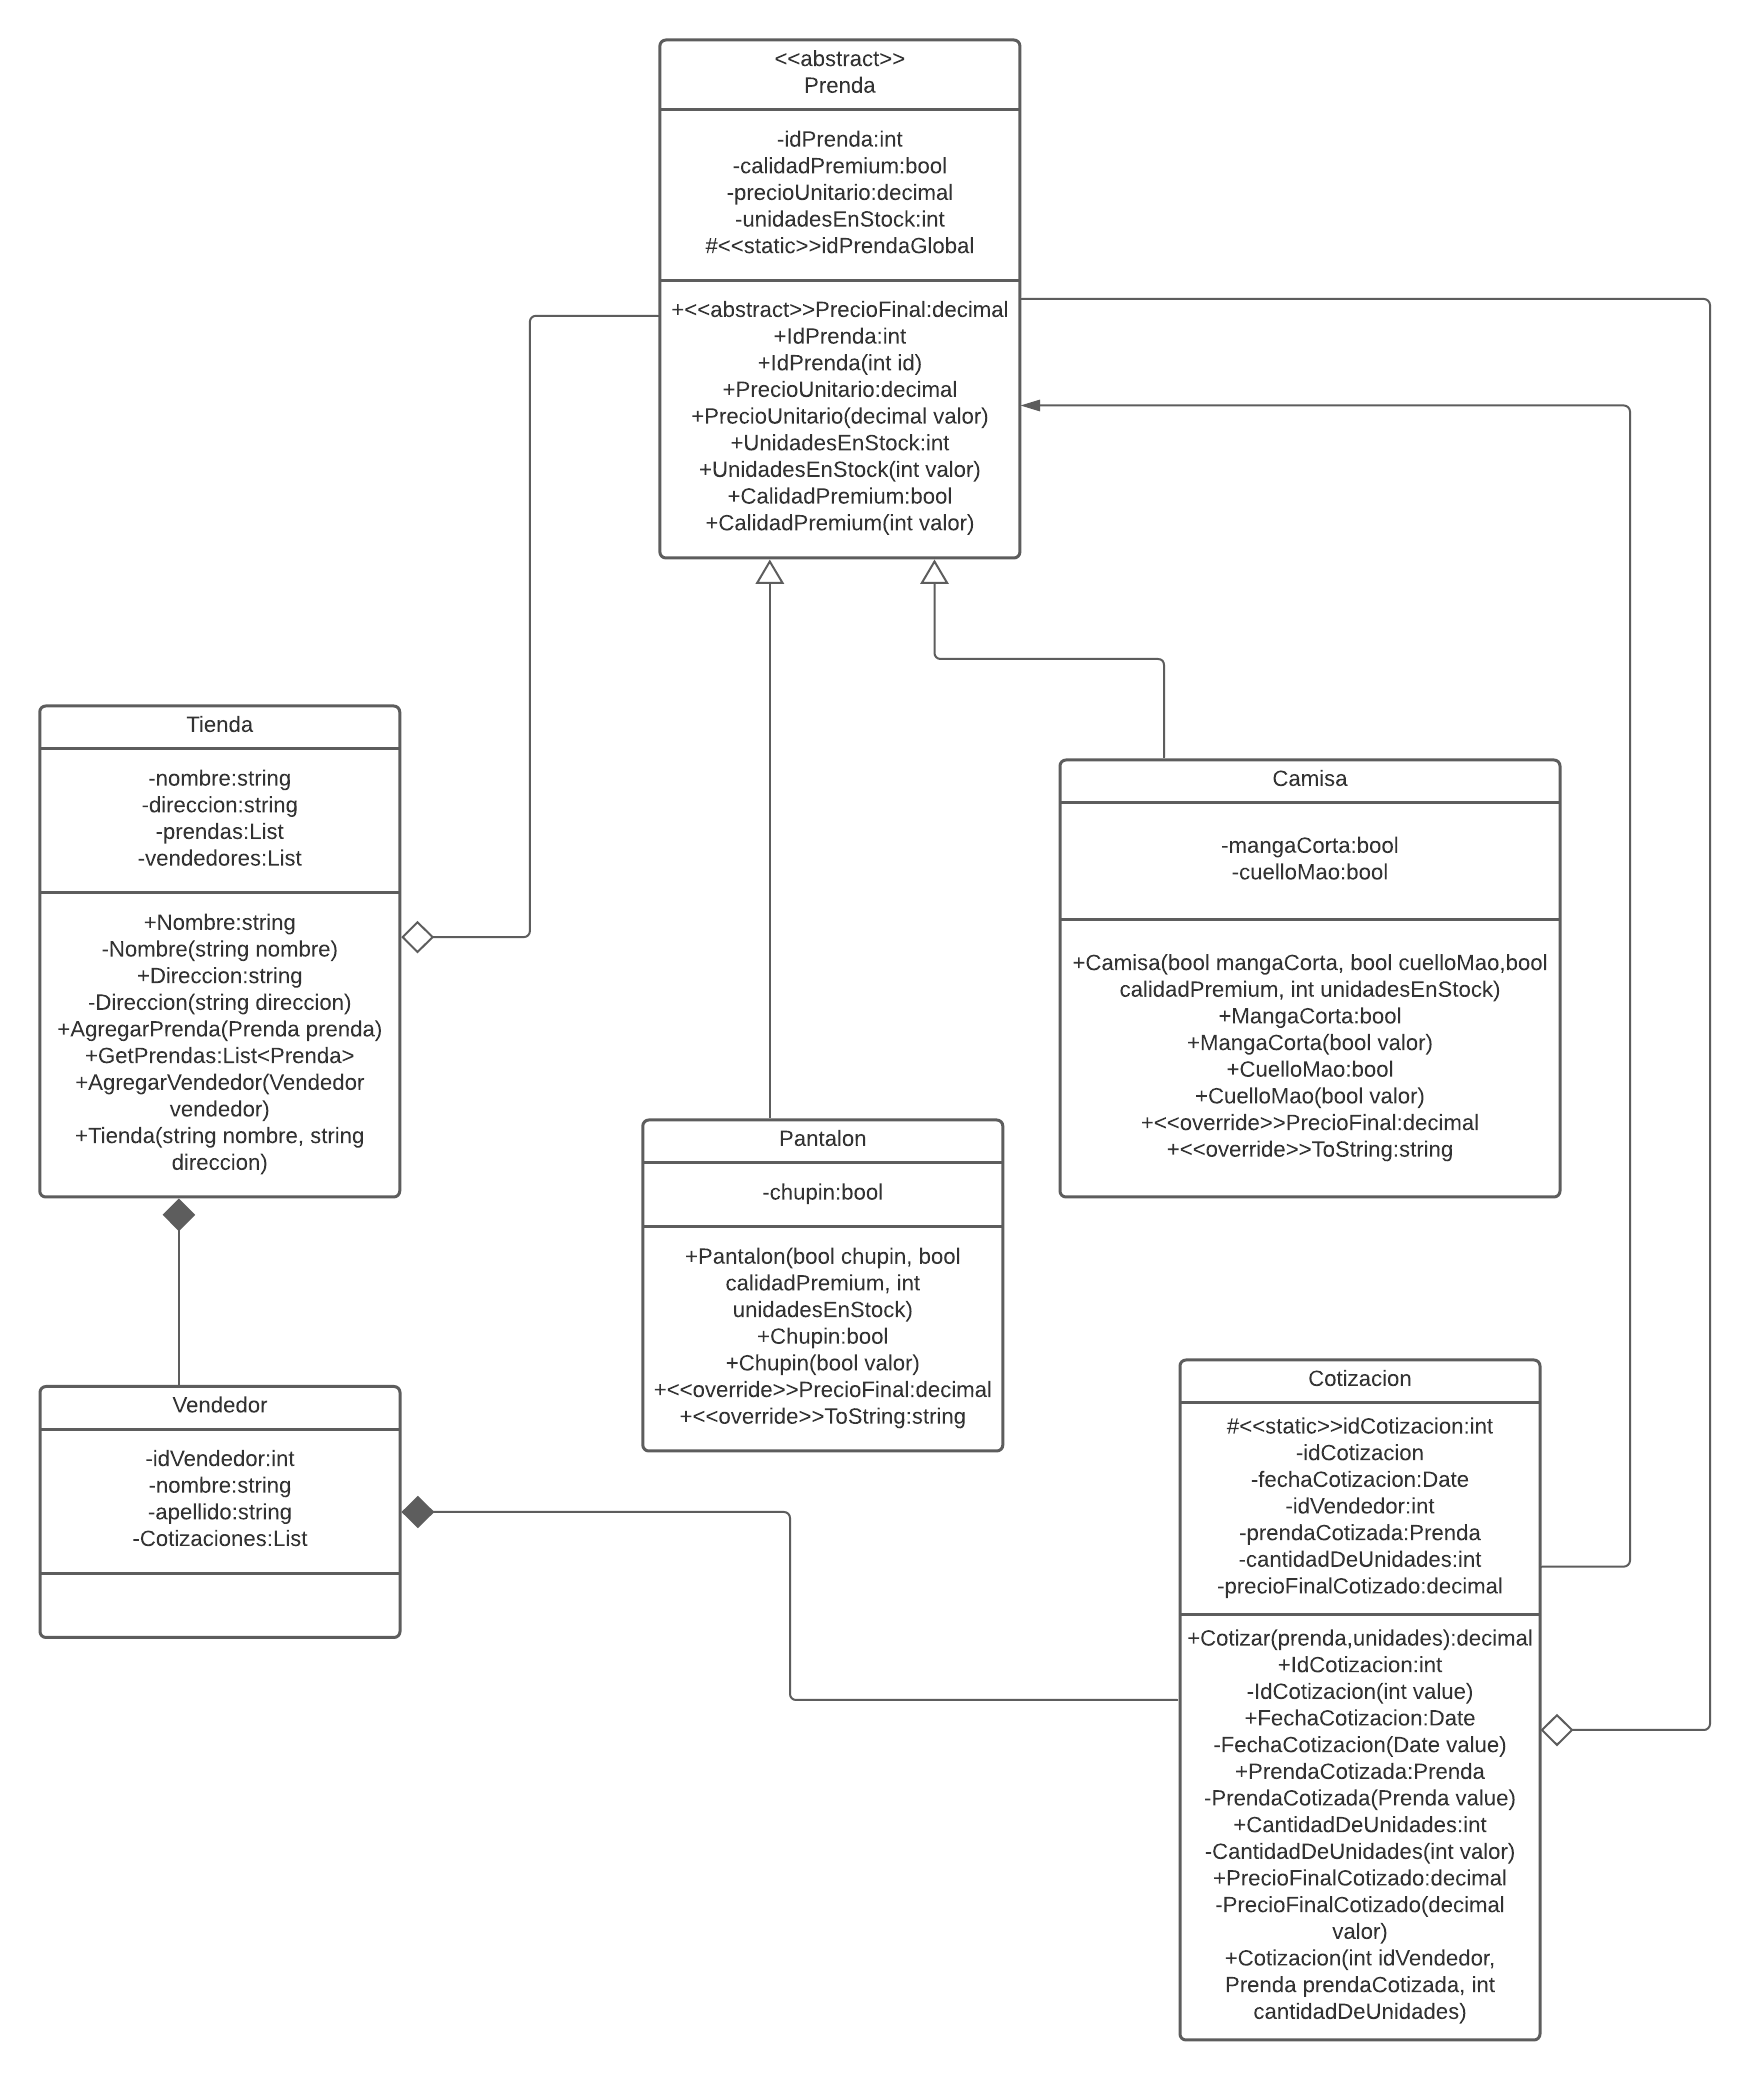 <<abstract>>
Prenda
-idPrenda:int
-calidadPremium:bool
-precioUnitario:decimal
-unidadesEnStock:int
#<<static>>idPrendaGlobal
+<<abstract>>PrecioFinal:decimal
+IdPrenda:int
+IdPrenda(int id)
+PrecioUnitario:decimal
+PrecioUnitario(decimal valor)
+UnidadesEnStock:int
+UnidadesEnStock(int valor)
+CalidadPremium:bool
+CalidadPremium(int valor)
Tienda
-nombre:string
-direccion:string
-prendas:List
-vendedores:List
+Nombre:string
-Nombre(string nombre)
+Direccion:string
-Direccion(string direccion)
+AgregarPrenda(Prenda prenda)
+GetPrendas:List<Prenda>
+AgregarVendedor(Vendedor
vendedor)
+Tienda(string nombre, string
direccion)
Camisa
-mangaCorta:bool
-cuelloMao:bool
+Camisa(bool mangaCorta, bool cuelloMao,bool
calidadPremium, int unidadesEnStock)
+MangaCorta:bool
+MangaCorta(bool valor)
+CuelloMao:bool
+CuelloMao(bool valor)
+<<override>>PrecioFinal:decimal
+<<override>>ToString:string
Pantalon
-chupin:bool
+Pantalon(bool chupin, bool
calidadPremium, int
unidadesEnStock)
+Chupin:bool
+Chupin(bool valor)
+<<override>>PrecioFinal:decimal
+<<override>>ToString:string
Vendedor
-idVendedor:int
-nombre:string
-apellido:string
-Cotizaciones:List
Cotizacion
#<<static>>idCotizacion:int
-idCotizacion
-fechaCotizacion:Date
-idVendedor:int
-prendaCotizada:Prenda
-cantidadDeUnidades:int
-precioFinalCotizado:decimal
+Cotizar(prenda,unidades):decimal
+IdCotizacion:int
-IdCotizacion(int value)
+FechaCotizacion:Date
-FechaCotizacion(Date value)
+PrendaCotizada:Prenda
-PrendaCotizada(Prenda value)
+CantidadDeUnidades:int
-CantidadDeUnidades(int valor)
+PrecioFinalCotizado:decimal
-PrecioFinalCotizado(decimal
valor)
+Cotizacion(int idVendedor,
Prenda prendaCotizada, int
cantidadDeUnidades)